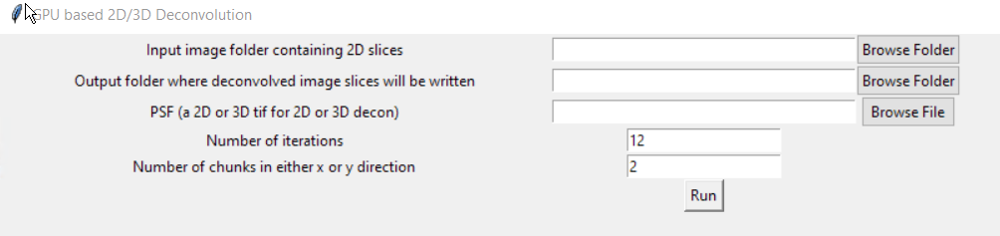 GPU based 2D/3D Deconvolution
Input image folder containing 2D slices Browse Folder
Output folder where deconvolved image slices will be written Browse Folder
PSF (a 2D or 3D tif for 2D or 3D decon) Browse File
Number of iterations 12
Number of chunks in either x or y direction 2
Run